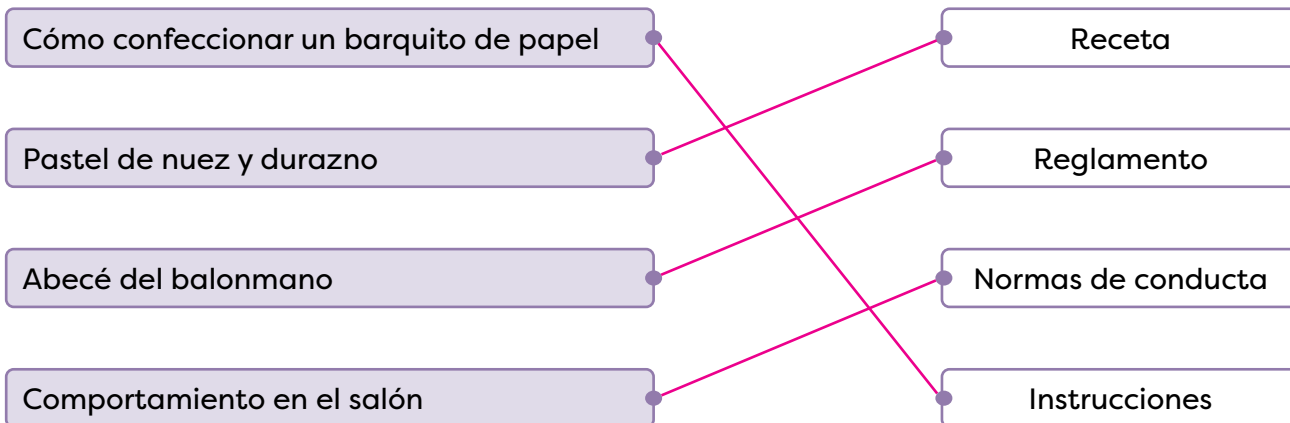 Cómo confeccionar un barquito de papel
Receta
Pastel de nuez y durazno
Reglamento
Abecé del balonmano
Normas de conducta
Comportamiento en el salón
Instrucciones